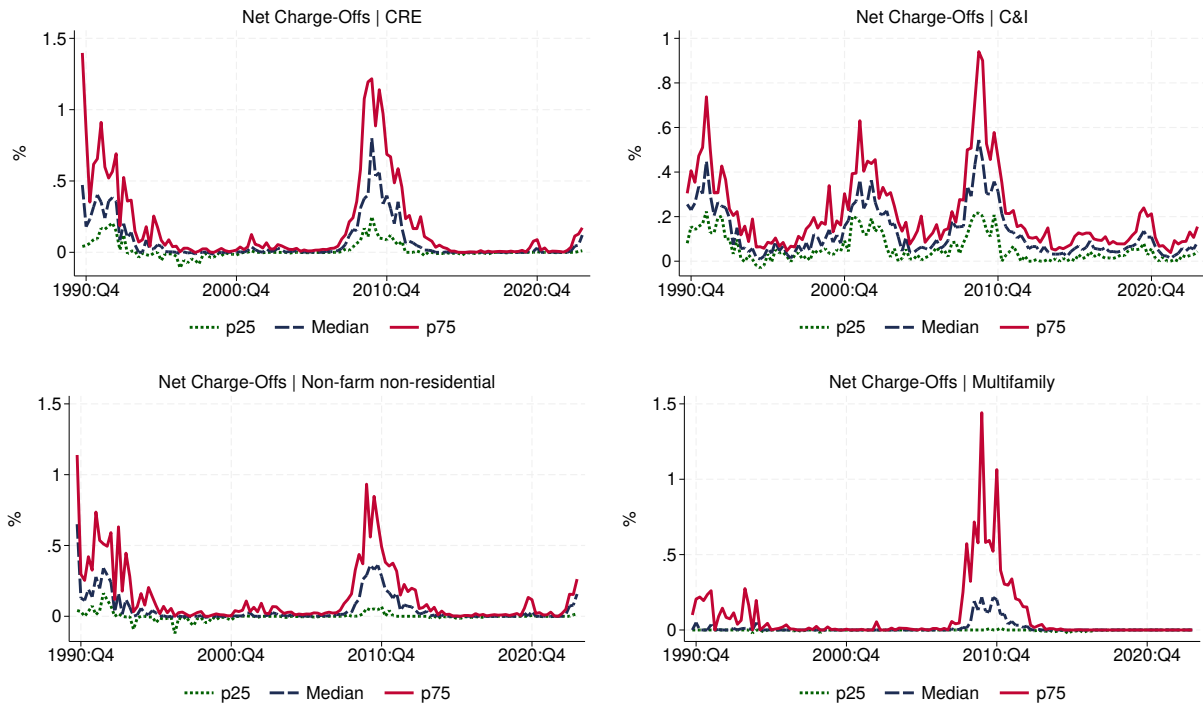 Net Charge-Offs | CRE
1.5
1
.5
0
%
1990:Q4 2000:Q4 2010:Q4 2020:Q4
p25 Median p75
Net Charge-Offs | C&I
1
.8
.6
.4
.2
0
%
1990:Q4 2000:Q4 2010:Q4 2020:Q4
p25 Median p75
Net Charge-Offs | Non-farm non-residential
1.5
1
.5
0
%
1990:Q4 2000:Q4 2010:Q4 2020:Q4
p25 Median p75
Net Charge-Offs | Multifamily
1.5
1
.5
0
%
1990:Q4 2000:Q4 2010:Q4 2020:Q4
p25 Median p75